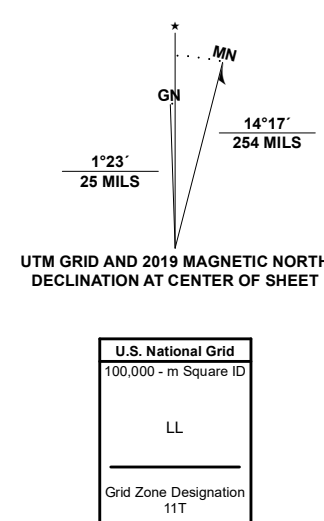 ★
MN
GN
14°17´
254 MILS
1°23´
25 MILS
UTM GRID AND 2019 MAGNETIC NORTH
DECLINATION AT CENTER OF SHEET
U.S. National Grid
100,000 - m Square ID
LL
Grid Zone Designation
11T